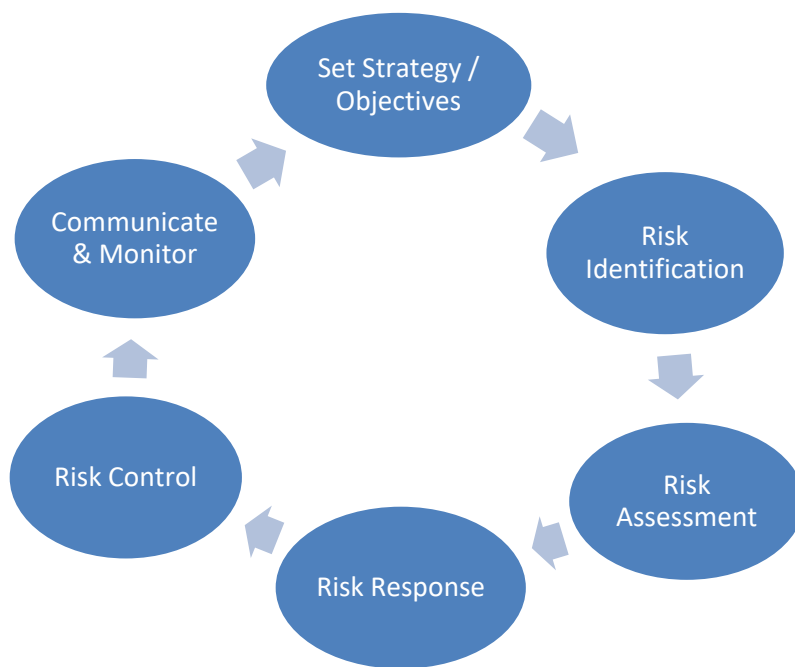 Set Strategy /
Objectives
Risk
Identification
Risk
Assessment
Risk Response
Risk Control
Communicate
& Monitor